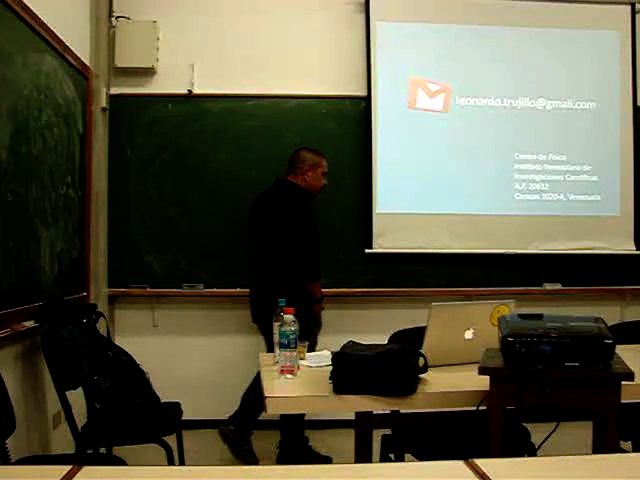 leonardo.trujillo@gmail.com
Centro de Física
Instituto Venezolano de
Investigaciones Científicas
A.P. 20632
Caracas 1020-A, Venezuela